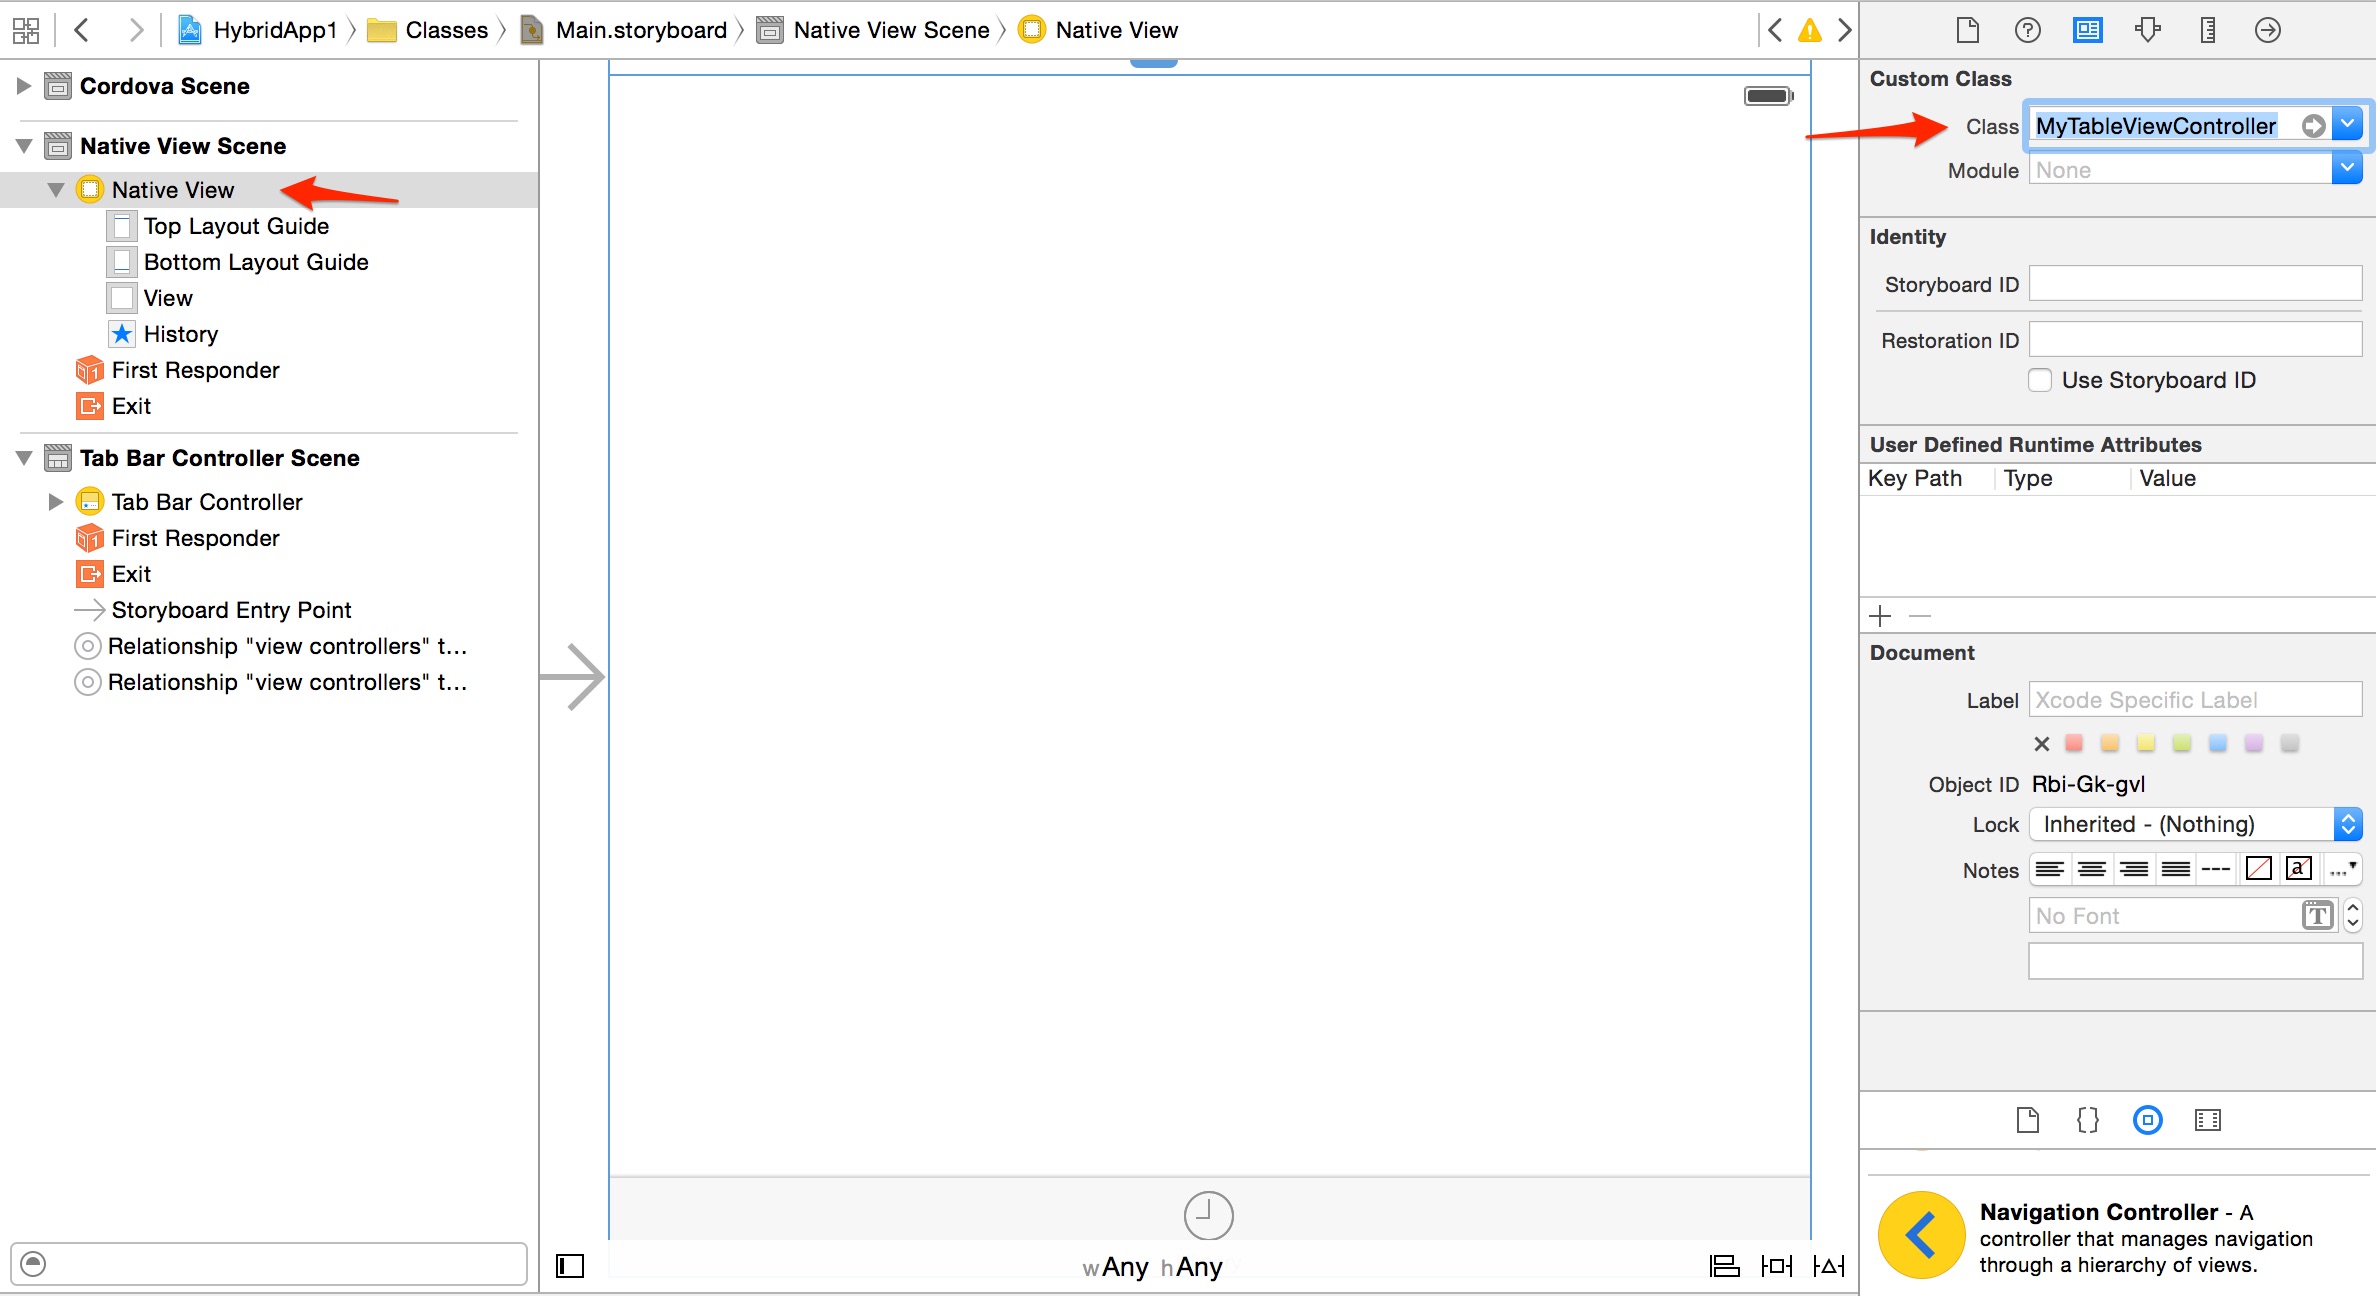 HybridApp1 Classes Main.storyboard Native View Scene Native View
Cordova Scene
Native View Scene
Native View
Top Layout Guide
Bottom Layout Guide
View
History
First Responder
Exit
Tab Bar Controller Scene
Tab Bar Controller
First Responder
Exit
Storyboard Entry Point
Relationship "view controllers" t...
Relationship "view controllers" t...
wAny hAny
Custom Class
Class MyTableViewController
Module None
Identity
Storyboard ID
Restoration ID
Use Storyboard ID
User Defined Runtime Attributes
Key Path Type Value
Document
Label Xcode Specific Label
Object ID Rbi-Gk-gvl
Lock Inherited - (Nothing)
Notes
No Font
Navigation Controller - A
controller that manages navigation
through a hierarchy of views.